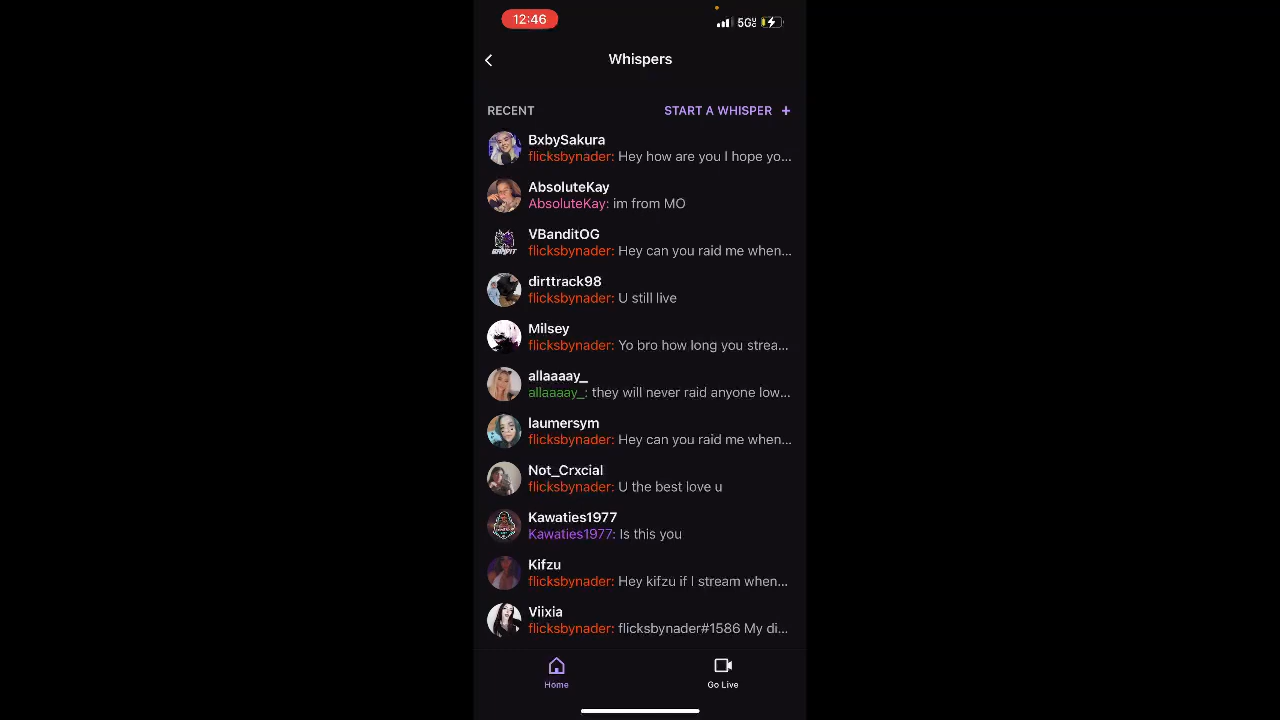 12:46
5GE
Whispers
RECENT
START A WHISPER +
BxbySakura
flicksbynader: Hey how are you I hope yo...
AbsoluteKay
AbsoluteKay: im from MO
VBanditOG
flicksbynader: Hey can you raid me when...
dirttrack98
flicksbynader: U still live
Milsey
flicksbynader: Yo bro how long you strea...
allaaaay_
allaaaay_: they will never raid anyone low...
laumersym
flicksbynader: Hey can you raid me when...
Not_Crxcial
flicksbynader: U the best love u
Kawaties1977
Kawaties1977: Is this you
Kifzu
flicksbynader: Hey kifzu if I stream when...
Viixia
flicksbynader: flicksbynader#1586 My di...
Home
Go Live